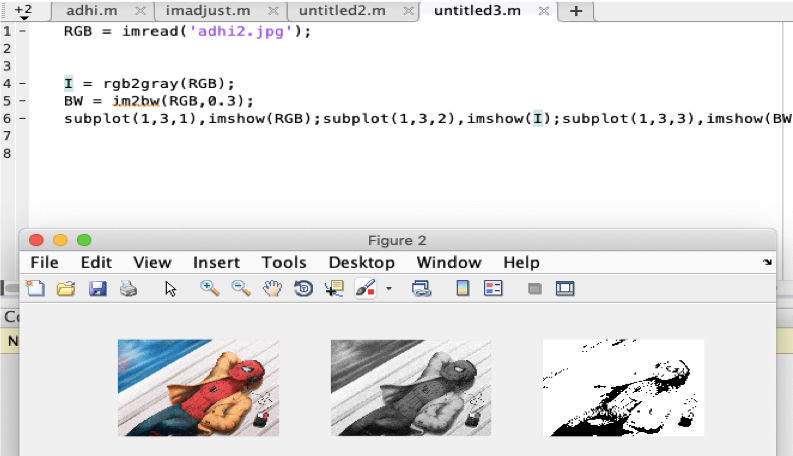 +2 adhi.m imadjust.m untitled2.m untitled3.m +
1 RGB = imread('adhi2.jpg');
2
3
4 I = rgb2gray(RGB);
5 BW = im2bw(RGB,0.3);
6 subplot(1,3,1),imshow(RGB);subplot(1,3,2),imshow(I);subplot(1,3,3),imshow(BW
7
8
Figure 2
File Edit View Insert Tools Desktop Window Help